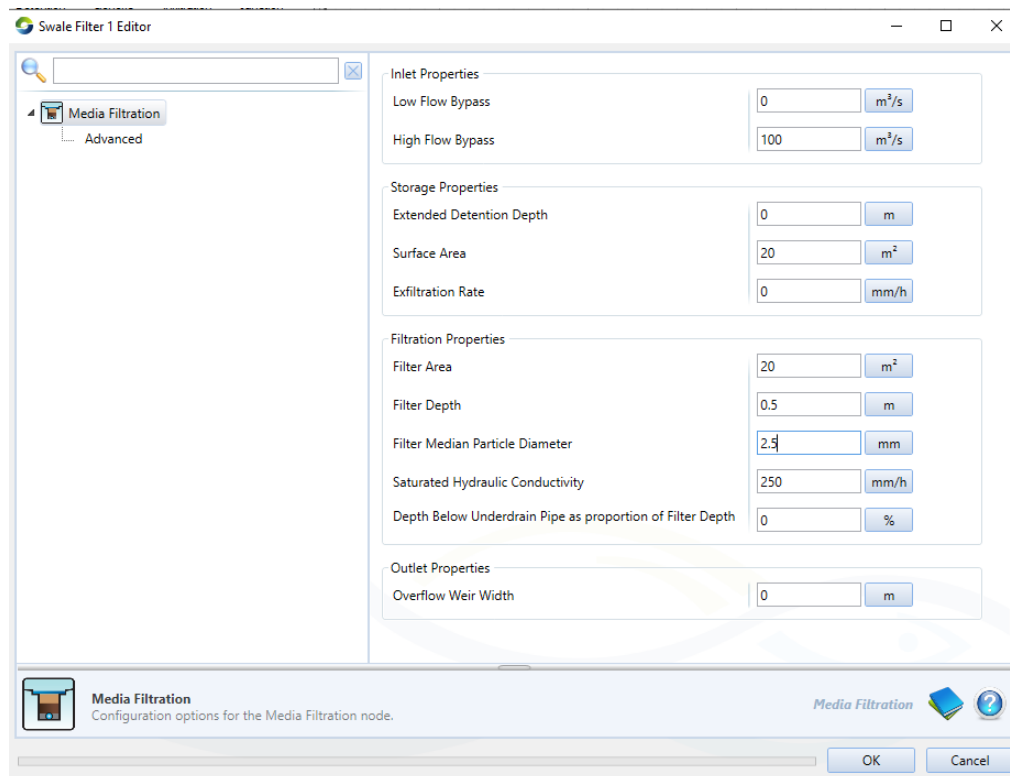 Swale Filter 1 Editor
Media Filtration
Advanced
Inlet Properties
Low Flow Bypass 0 m³/s
High Flow Bypass 100 m³/s
Storage Properties
Extended Detention Depth 0 m
Surface Area 20 m²
Exfiltration Rate 0 mm/h
Filtration Properties
Filter Area 20 m²
Filter Depth 0.5 m
Filter Median Particle Diameter 2.5 mm
Saturated Hydraulic Conductivity 250 mm/h
Depth Below Underdrain Pipe as proportion of Filter Depth 0 %
Outlet Properties
Overflow Weir Width 0 m
Media Filtration
Configuration options for the Media Filtration node.
Media Filtration
OK Cancel